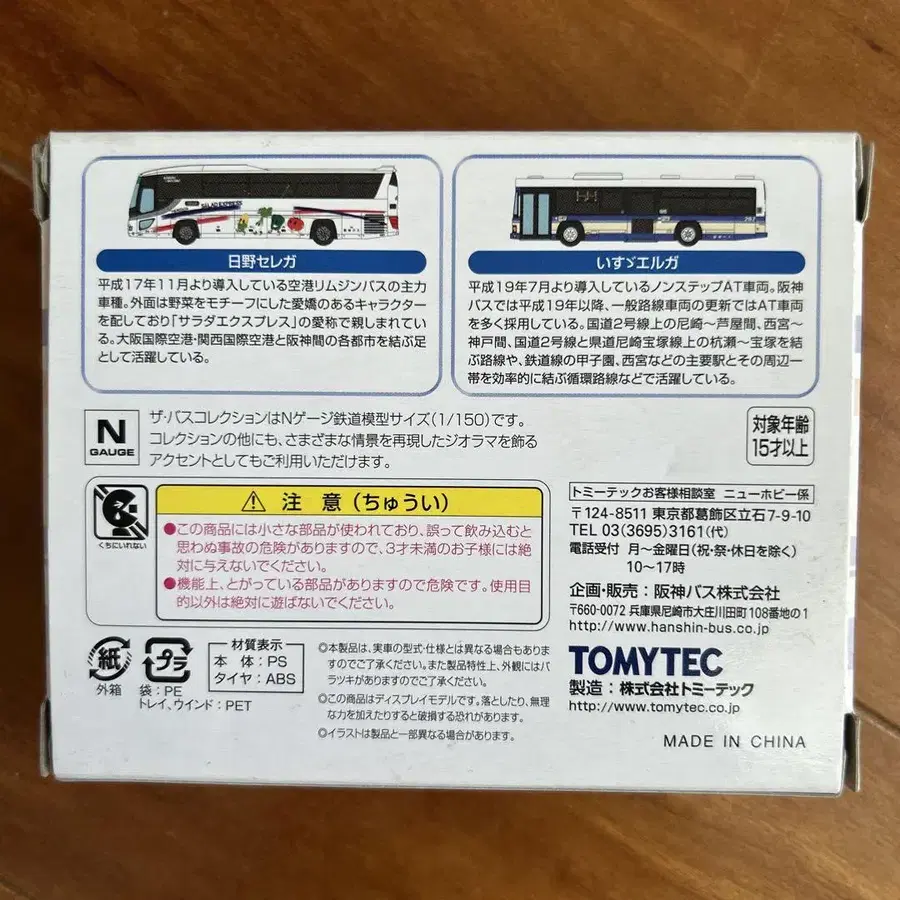 SALAD EXPRESS
日野セレガ
平成17年11月より導入している空港リムジンバスの主力
車種。外面は野菜をモチーフにした愛嬌のあるキャラクター
を配しており「サラダエクスプレス」の愛称で親しまれている。
大阪国際空港・関西国際空港と阪神間の各都市を結ぶ足
として活躍している。
いすゞエルガ
平成19年7月より導入しているノンステップAT車両。阪神
バスでは平成19年以降、一般路線車両の更新ではAT車両
を多く採用している。国道2号線上の尼崎〜芦屋間、西宮〜
神戸間、国道2号線と県道尼崎宝塚線上の杭瀬〜宝塚を結
ぶ路線や、鉄道線の甲子園、西宮などの主要駅とその周辺一
帯を効率的に結ぶ循環路線などで活躍している。
N
GAUGE
ザ・バスコレクションはNゲージ鉄道模型サイズ(1/150)です。
コレクションの他にも、さまざまな情景を再現したジオラマを飾る
アクセントとしてもご利用いただけます。
対象年齢
15才以上
くちにいれない
注 意(ちゅうい)
●この商品には小さな部品が使われており、誤って飲み込むと
思わぬ事故の危険がありますので、3才未満のお子様には絶
対に与えないでください。
●機能上、とがっている部品がありますので危険です。使用目
的以外は絶対に遊ばないでください。
トミーテックお客様相談室 ニューホビー係
〒124-8511 東京都葛飾区立石7-9-10
TEL 03(3695)3161(代)
電話受付 月〜金曜日(祝・祭・休日を除く)
10〜17時
企画・販売:阪神バス株式会社
〒660-0072 兵庫県尼崎市大庄川田町108番地の1
http://www.hanshin-bus.co.jp
TOMYTEC
製造:株式会社トミーテック
http://www.tomytec.co.jp
MADE IN CHINA
紙
外箱
プラ
袋:PE
トレイ、ウインド:PET
材質表示
本 体:PS
タイヤ:ABS
◎本製品は、実車の型式・仕様とは異なる場合もあり
ますのでご了承ください。また製品特性上、外観にはバ
ラツキがありますのでご了承ください。
◎この商品はディスプレイモデルです。落としたり、無理
な力を加えたりすると破損する恐れがあります。
◎イラストは製品と一部異なる場合があります。